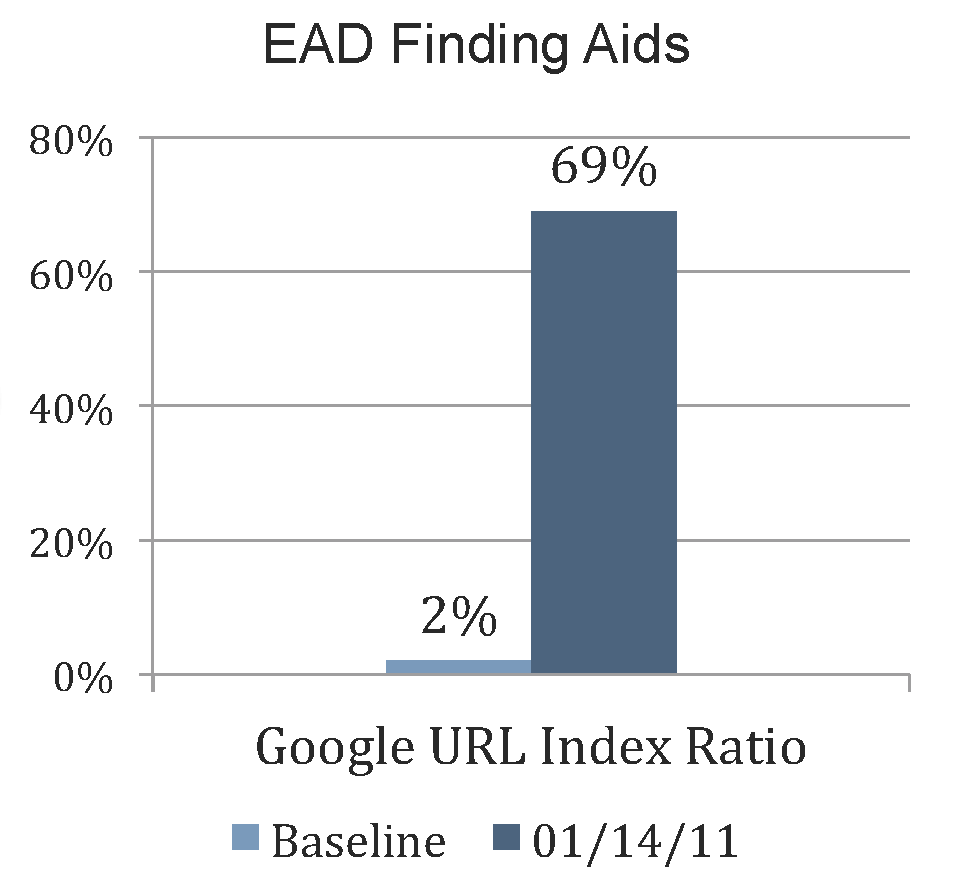 EAD Finding Aids
80%
69%
60%
40%
20%
2%
0%
Google URL Index Ratio
Baseline 01/14/11